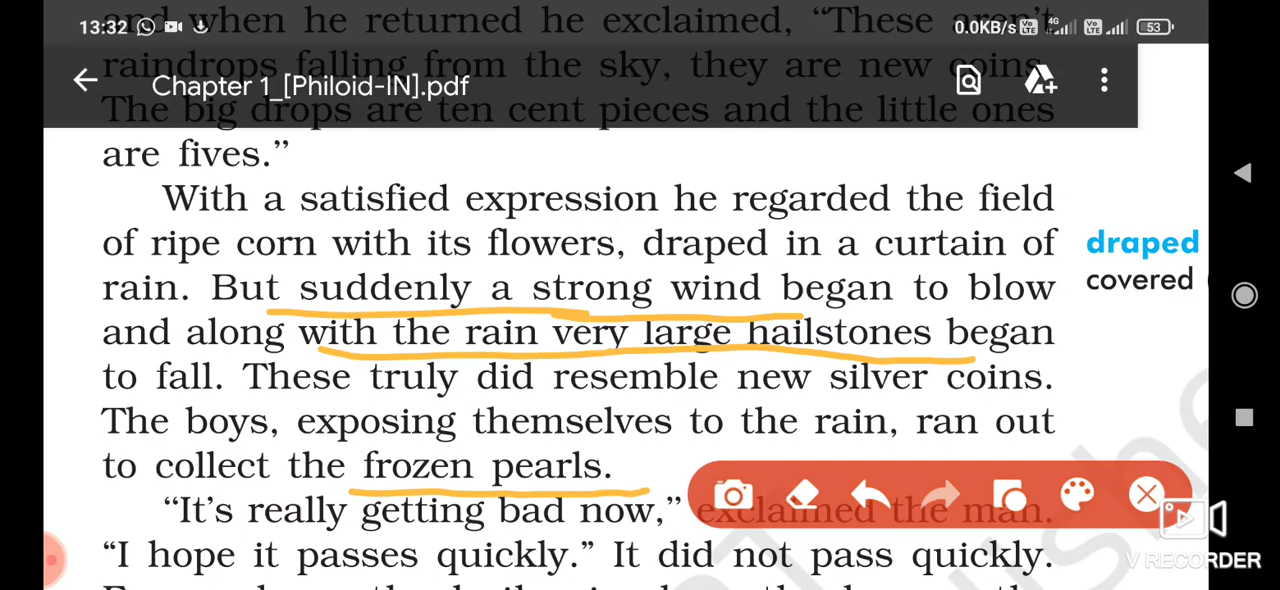 and when he returned he exclaimed, “These aren't
13:32 0.0KB/s Vo LTE 4G Vo LTE 53
raindrops falling from the sky, they are new coins.
Chapter 1_[Philoid-IN].pdf
The big drops are ten cent pieces and the little ones
are fives.”
With a satisfied expression he regarded the field
of ripe corn with its flowers, draped in a curtain of
draped
rain. But suddenly a strong wind began to blow
covered
and along with the rain very large hailstones began
to fall. These truly did resemble new silver coins.
The boys, exposing themselves to the rain, ran out
to collect the frozen pearls.
“It's really getting bad now,” exclaimed the man.
“I hope it passes quickly.” It did not pass quickly.
V RECORDER